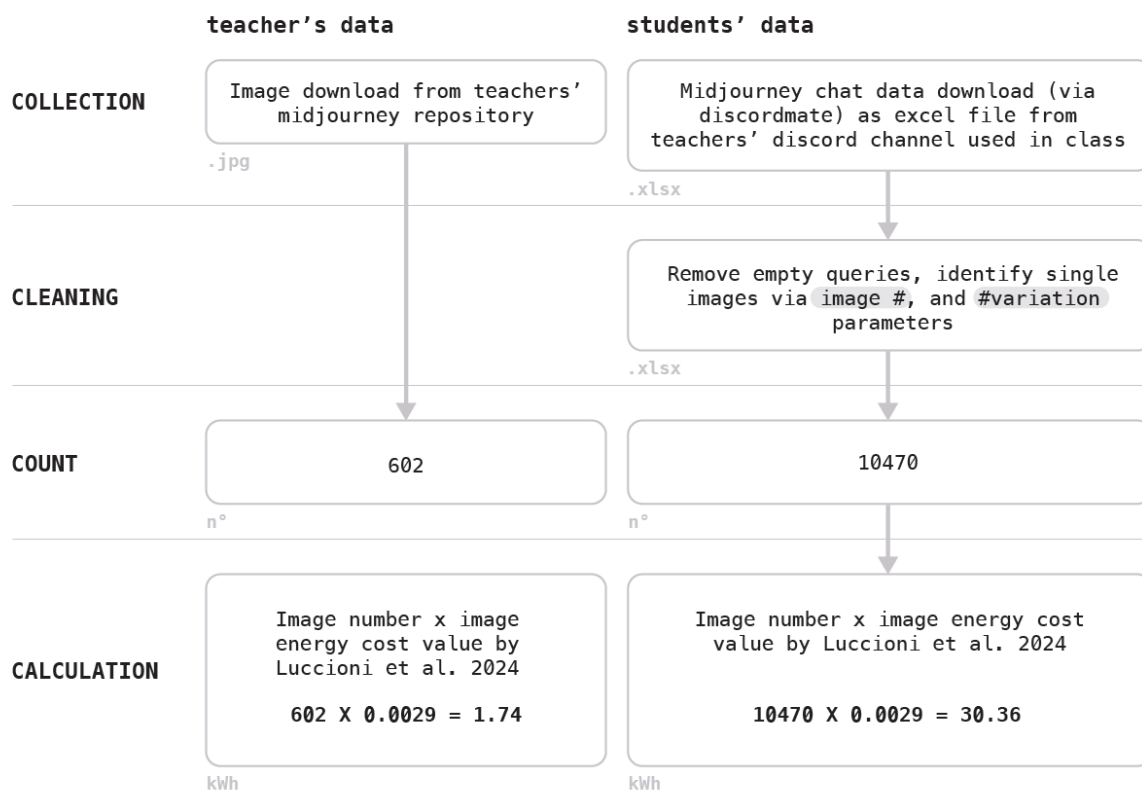 teacher’s data
students’ data
COLLECTION
Image download from teachers’
midjourney repository
.jpg
Midjourney chat data download (via
discordmate) as excel file from
teachers’ discord channel used in class
.xlsx
CLEANING
Remove empty queries, identify single
images via image #, and #variation
parameters
.xlsx
COUNT
602
n°
10470
n°
CALCULATION
Image number x image
energy cost value by
Luccioni et al. 2024
602 X 0.0029 = 1.74
kWh
Image number x image energy cost
value by Luccioni et al. 2024
10470 X 0.0029 = 30.36
kWh